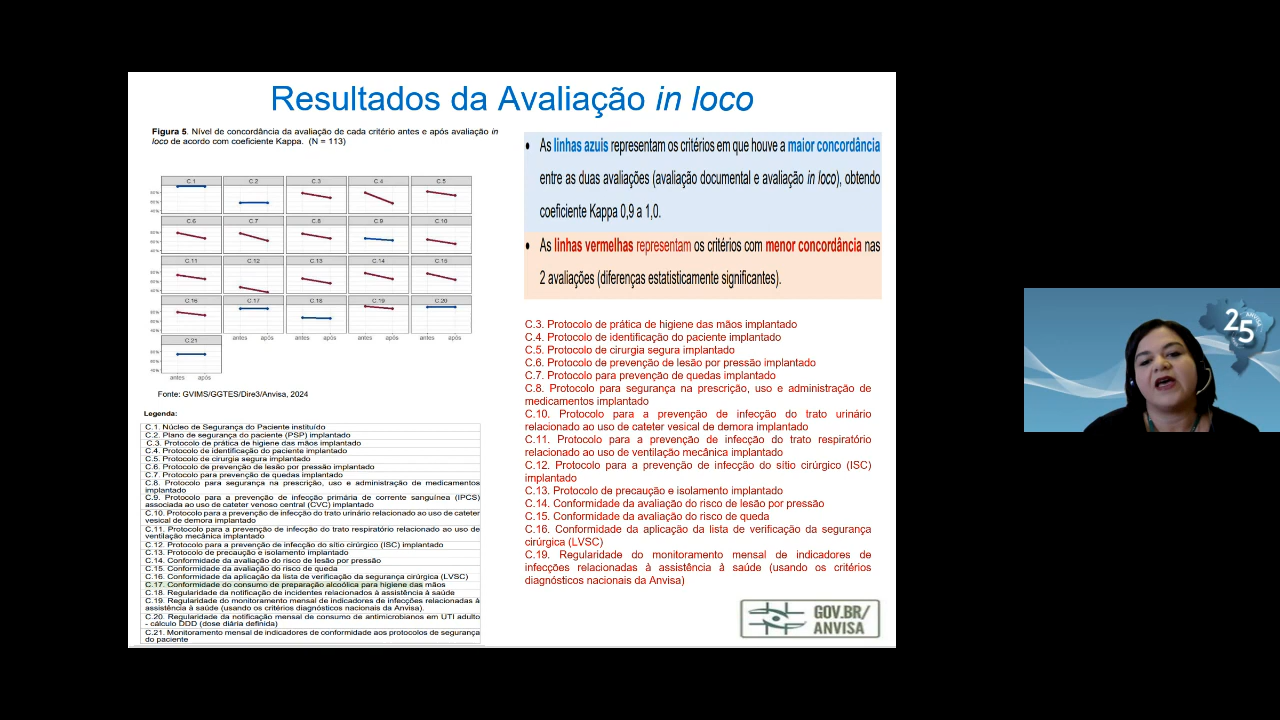 Resultados da Avaliação in loco
Figura 5. Nível de concordância da avaliação de cada critério antes e após avaliação in
loco de acordo com coeficiente Kappa. (N = 113)
C.1 C.2 C.3 C.4 C.5
C.6 C.7 C.8 C.9 C.10
C.11 C.12 C.13 C.14 C.15
C.16 C.17 C.18 C.19 C.20
C.21
antes após antes após antes após antes após
antes após
Fonte: GVIMS/GGTES/Dire3/Anvisa, 2024
Legenda:
C.1. Núcleo de Segurança do Paciente instituído
C.2. Plano de segurança do paciente (PSP) implantado
C.3. Protocolo de prática de higiene das mãos implantado
C.4. Protocolo de identificação do paciente implantado
C.5. Protocolo de cirurgia segura implantado
C.6. Protocolo de prevenção de lesão por pressão implantado
C.7. Protocolo para prevenção de quedas implantado
C.8. Protocolo para segurança na prescrição, uso e administração de medicamentos
implantado
C.9. Protocolo para a prevenção de infecção primária de corrente sanguínea (IPCS)
associada ao uso de cateter venoso central (CVC) implantado
C.10. Protocolo para a prevenção de infecção do trato urinário relacionado ao uso de cateter
vesical de demora implantado
C.11. Protocolo para a prevenção de infecção do trato respiratório relacionado ao uso de
ventilação mecânica implantado
C.12. Protocolo para a prevenção de infecção do sítio cirúrgico (ISC) implantado
C.13. Protocolo de precaução e isolamento implantado
C.14. Conformidade da avaliação do risco de lesão por pressão
C.15. Conformidade da avaliação do risco de queda
C.16. Conformidade da aplicação da lista de verificação da segurança cirúrgica (LVSC)
C.17. Conformidade do consumo de preparação alcoólica para higiene das mãos
C.18. Regularidade da notificação de incidentes relacionados à assistência à saúde
C.19. Regularidade do monitoramento mensal de indicadores de infecções relacionadas à
assistência à saúde (usando os critérios diagnósticos nacionais da Anvisa).
C.20. Regularidade da notificação mensal de consumo de antimicrobianos em UTI adulto
- cálculo DDD (dose diária definida)
C.21. Monitoramento mensal de indicadores de conformidade aos protocolos de segurança
do paciente
• As linhas azuis representam os critérios em que houve a maior concordância
entre as duas avaliações (avaliação documental e avaliação in loco), obtendo
coeficiente Kappa 0,9 a 1,0.
• As linhas vermelhas representam os critérios com menor concordância nas
2 avaliações (diferenças estatisticamente significantes).
C.3. Protocolo de prática de higiene das mãos implantado
C.4. Protocolo de identificação do paciente implantado
C.5. Protocolo de cirurgia segura implantado
C.6. Protocolo de prevenção de lesão por pressão implantado
C.7. Protocolo para prevenção de quedas implantado
C.8. Protocolo para segurança na prescrição, uso e administração de
medicamentos implantado
C.10. Protocolo para a prevenção de infecção do trato urinário
relacionado ao uso de cateter vesical de demora implantado
C.11. Protocolo para a prevenção de infecção do trato respiratório
relacionado ao uso de ventilação mecânica implantado
C.12. Protocolo para a prevenção de infecção do sítio cirúrgico (ISC)
implantado
C.13. Protocolo de precaução e isolamento implantado
C.14. Conformidade da avaliação do risco de lesão por pressão
C.15. Conformidade da avaliação do risco de queda
C.16. Conformidade da aplicação da lista de verificação da segurança
cirúrgica (LVSC)
C.19. Regularidade do monitoramento mensal de indicadores de
infecções relacionadas à assistência à saúde (usando os critérios
diagnósticos nacionais da Anvisa)
GOV.BR/
ANVISA
25